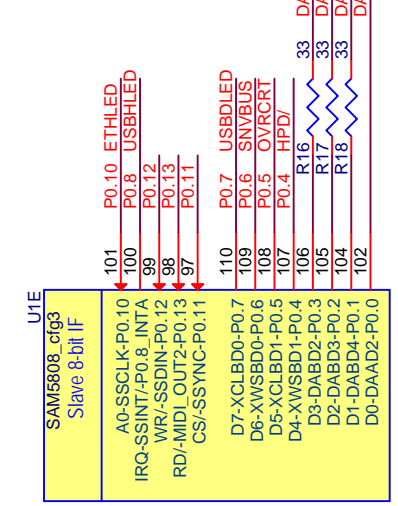 U1E
SAM5808_cfg3
Slave 8-bit IF
A0-SSCLK-P0.10
IRQ-SSINT/-P0.8_INTA
WR/-SSDIN-P0.12
RD/-MIDI_OUT2-P0.13
CS/-SSYNC-P0.11
D7-XCLBD0-P0.7
D6-XWSBD0-P0.6
D5-XCLBD1-P0.5
D4-XWSBD1-P0.4
D3-DABD2-P0.3
D2-DABD3-P0.2
D1-DABD4-P0.1
D0-DAAD2-P0.0
101 P0.10 ETHLED
100 P0.8 USBHLED
99 P0.12
98 P0.13
97 P0.11
110 P0.7 USBDLED
109 P0.6 SNVBUS
108 P0.5 OVRCRT
107 P0.4 HPD/
106 R16 33 DA
105 R17 33 DA
104 R18 33 DA
102 DA